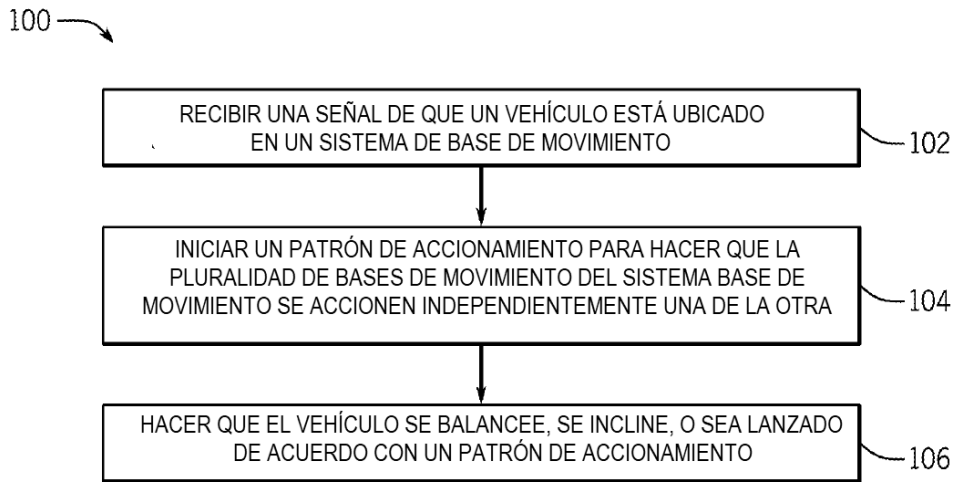 100
RECIBIR UNA SEÑAL DE QUE UN VEHÍCULO ESTÁ UBICADO
EN UN SISTEMA DE BASE DE MOVIMIENTO
102
INICIAR UN PATRÓN DE ACCIONAMIENTO PARA HACER QUE LA
PLURALIDAD DE BASES DE MOVIMIENTO DEL SISTEMA BASE DE
MOVIMIENTO SE ACCIONEN INDEPENDIENTEMENTE UNA DE LA OTRA
104
HACER QUE EL VEHÍCULO SE BALANCEE, SE INCLINE, O SEA LANZADO
DE ACUERDO CON UN PATRÓN DE ACCIONAMIENTO
106